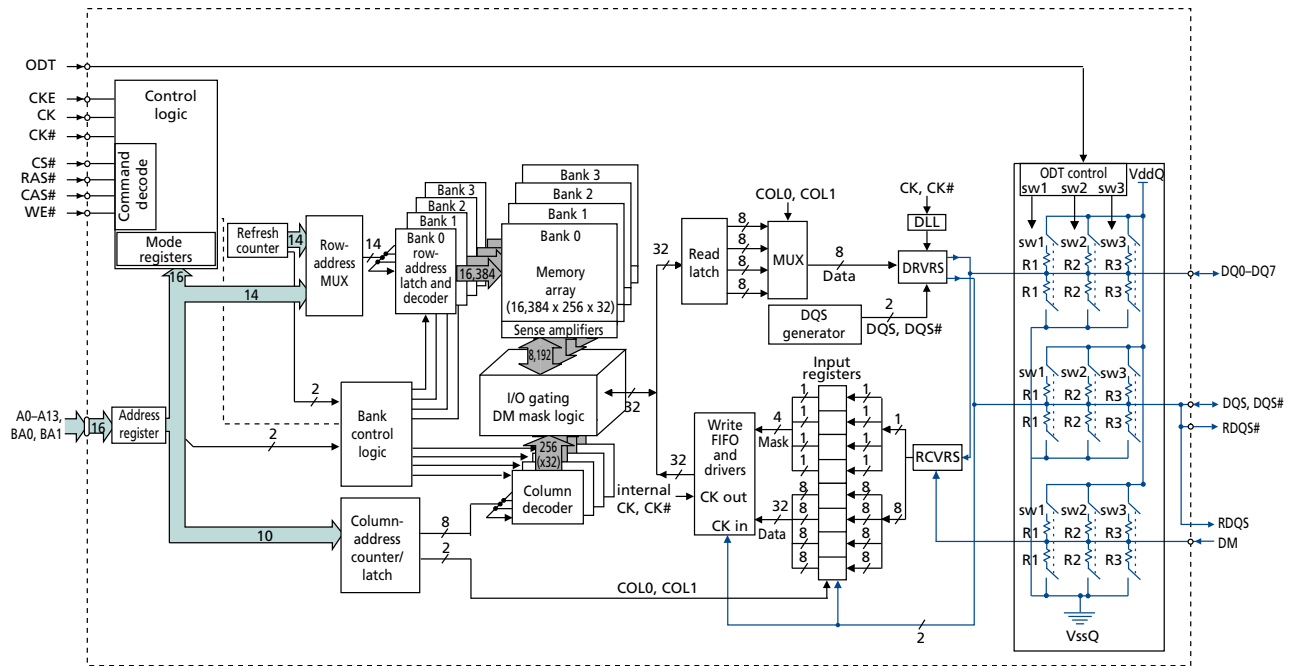 ODT
CKE
CK
CK#
CS#
RAS#
CAS#
WE#
Control
logic
Command
decode
Mode
registers
16
14
Refresh
counter
14
Row-
address
MUX
14
Bank 3
Bank 2
Bank 1
Bank 0
row-
address
latch and
decoder
16,384
Bank 3
Bank 2
Bank 1
Bank 0
Memory
array
(16,384 x 256 x 32)
Sense amplifiers
8,192
I/O gating
DM mask logic
32
32
Read
latch
8
8
8
8
COL0, COL1
MUX
8
Data
CK, CK#
DLL
DRVRS
DQS
generator
2
DQS, DQS#
ODT control
VddQ
sw1
sw2
sw3
sw1
sw2
sw3
R1
R2
R3
R1
R2
R3
DQ0–DQ7
sw1
sw2
sw3
R1
R2
R3
R1
R2
R3
DQS, DQS#
RDQS#
sw1
sw2
sw3
R1
R2
R3
R1
R2
R3
RDQS
DM
VssQ
A0–A13,
BA0, BA1
16
Address
register
2
2
Bank
control
logic
256
(x32)
Column
decoder
10
Column-
address
counter/
latch
8
2
COL0, COL1
internal
CK, CK#
32
Write
FIFO
and
drivers
CK out
CK in
4
Mask
32
Data
Input
registers
1
1
1
1
8
8
8
8
1
1
1
1
8
8
8
8
1
8
RCVRS
2